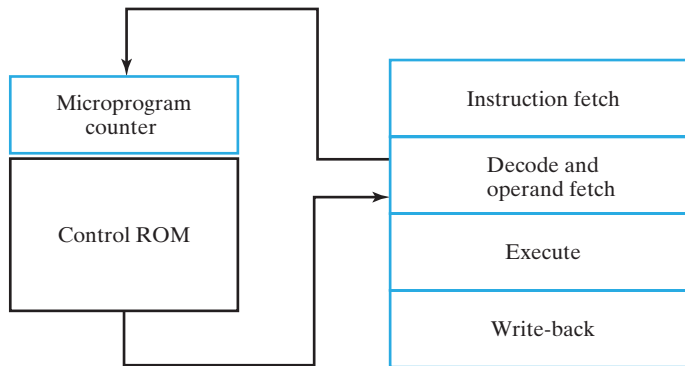 Microprogram
counter
Control ROM
Instruction fetch
Decode and
operand fetch
Execute
Write-back